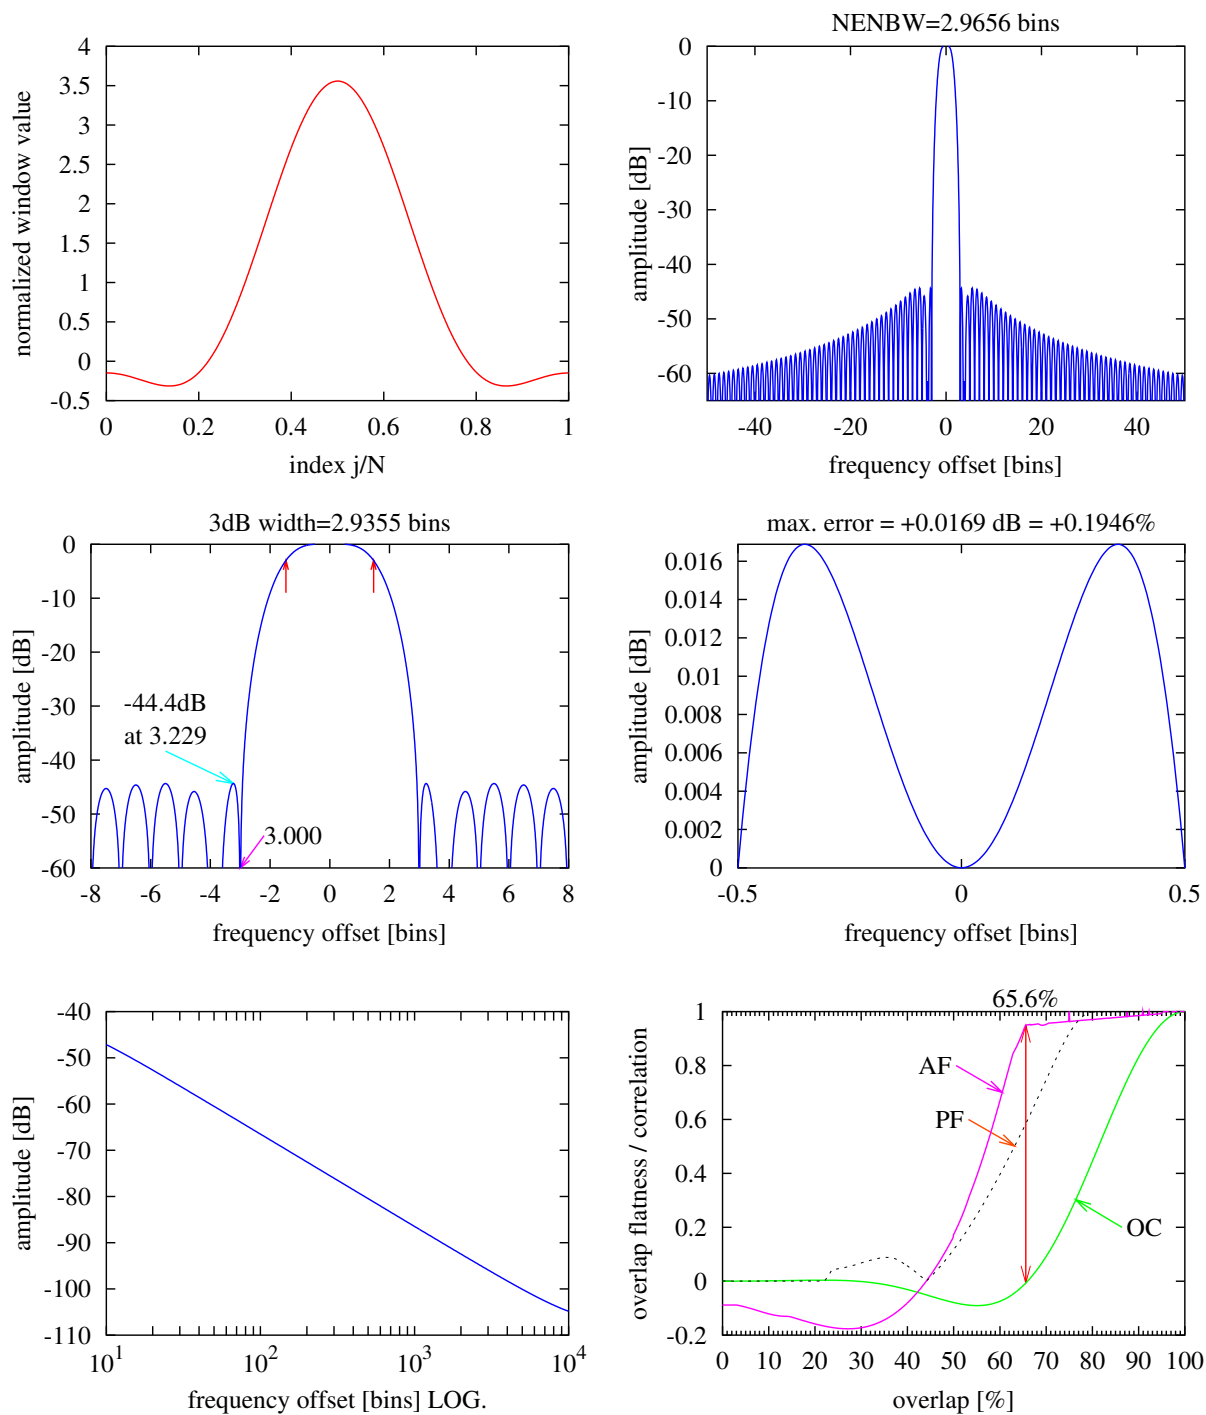 4
3.5
3
2.5
2
1.5
1
0.5
0
-0.5
0 0.2 0.4 0.6 0.8 1
normalized window value
index j/N
NENBW=2.9656 bins
0
-10
-20
-30
-40
-50
-60
-40 -20 0 20 40
amplitude [dB]
frequency offset [bins]
3dB width=2.9355 bins
0
-10
-20
-30
-40
-50
-60
-8 -6 -4 -2 0 2 4 6 8
amplitude [dB]
frequency offset [bins]
-44.4dB
at 3.229
3.000
max. error = +0.0169 dB = +0.1946%
0.016
0.014
0.012
0.01
0.008
0.006
0.004
0.002
0
-0.5 0 0.5
amplitude [dB]
frequency offset [bins]
-40
-50
-60
-70
-80
-90
-100
-110
10^1 10^2 10^3 10^4
amplitude [dB]
frequency offset [bins] LOG.
65.6%
1
0.8
0.6
0.4
0.2
0
-0.2
0 10 20 30 40 50 60 70 80 90 100
overlap flatness / correlation
overlap [%]
AF
PF
OC